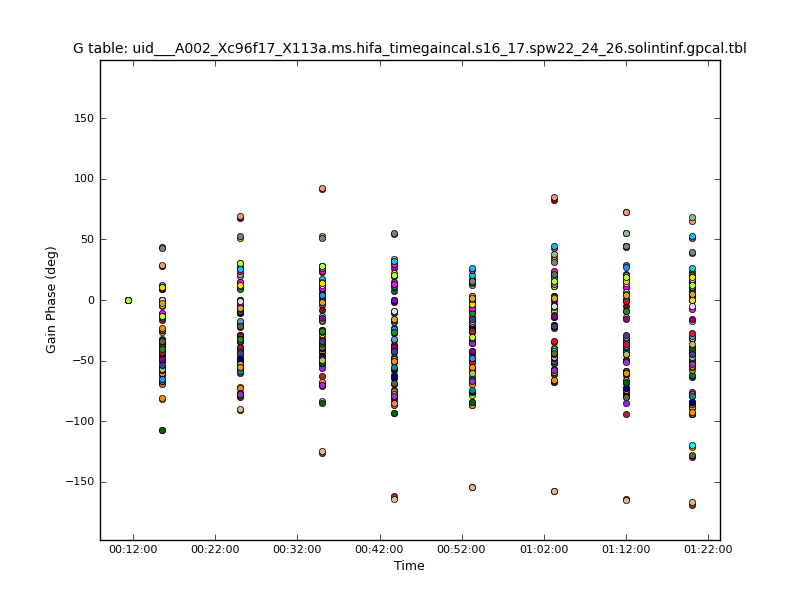 G table: uid___A002_Xc96f17_X113a.ms.hifa_timegaincal.s16_17.spw22_24_26.solintinf.gpcal.tbl
150
100
50
0
−50
−100
−150
Gain Phase (deg)
00:12:00 00:22:00 00:32:00 00:42:00 00:52:00 01:02:00 01:12:00 01:22:00
Time